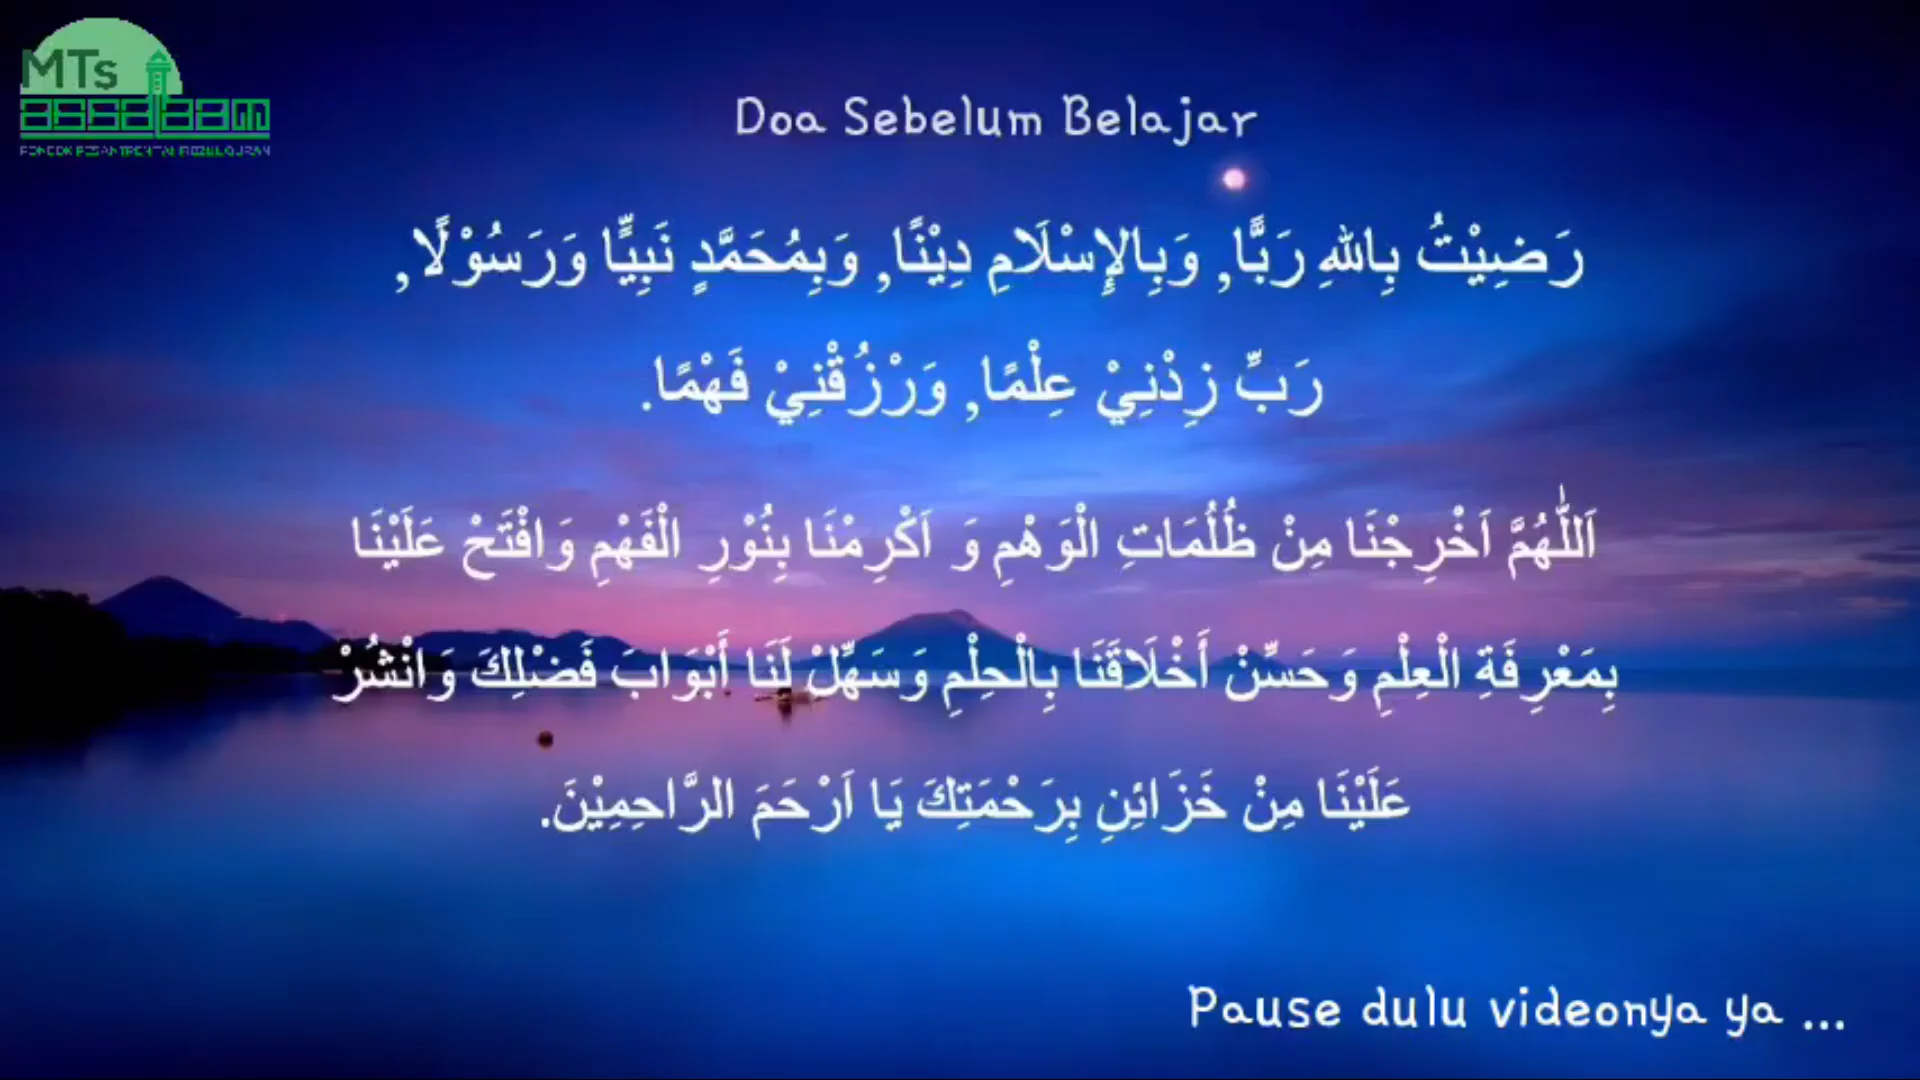 MTs
assalaam
Doa Sebelum Belajar
رَضِيْتُ بِاللهِ رَبًّا, وَبِالإِسْلَامِ دِيْنًا, وَبِمُحَمَّدٍ نَبِيًّا وَرَسُوْلًا,
رَبِّ زِدْنِيْ عِلْمًا, وَرْزُقْنِيْ فَهْمًا.
اَللّٰهُمَّ اَخْرِجْنَا مِنْ ظُلُمَاتِ الْوَهْمِ وَ اَكْرِمْنَا بِنُوْرِ الْفَهْمِ وَافْتَحْ عَلَيْنَا
بِمَعْرِفَةِ الْعِلْمِ وَحَسِّنْ أَخْلَاقَنَا بِالْحِلْمِ وَسَهِّلْ لَنَا أَبْوَابَ فَضْلِكَ وَانْشُرْ
عَلَيْنَا مِنْ خَزَائِنِ بِرَحْمَتِكَ يَا اَرْحَمَ الرَّاحِمِيْنَ.
Pause dulu videonya ya ...